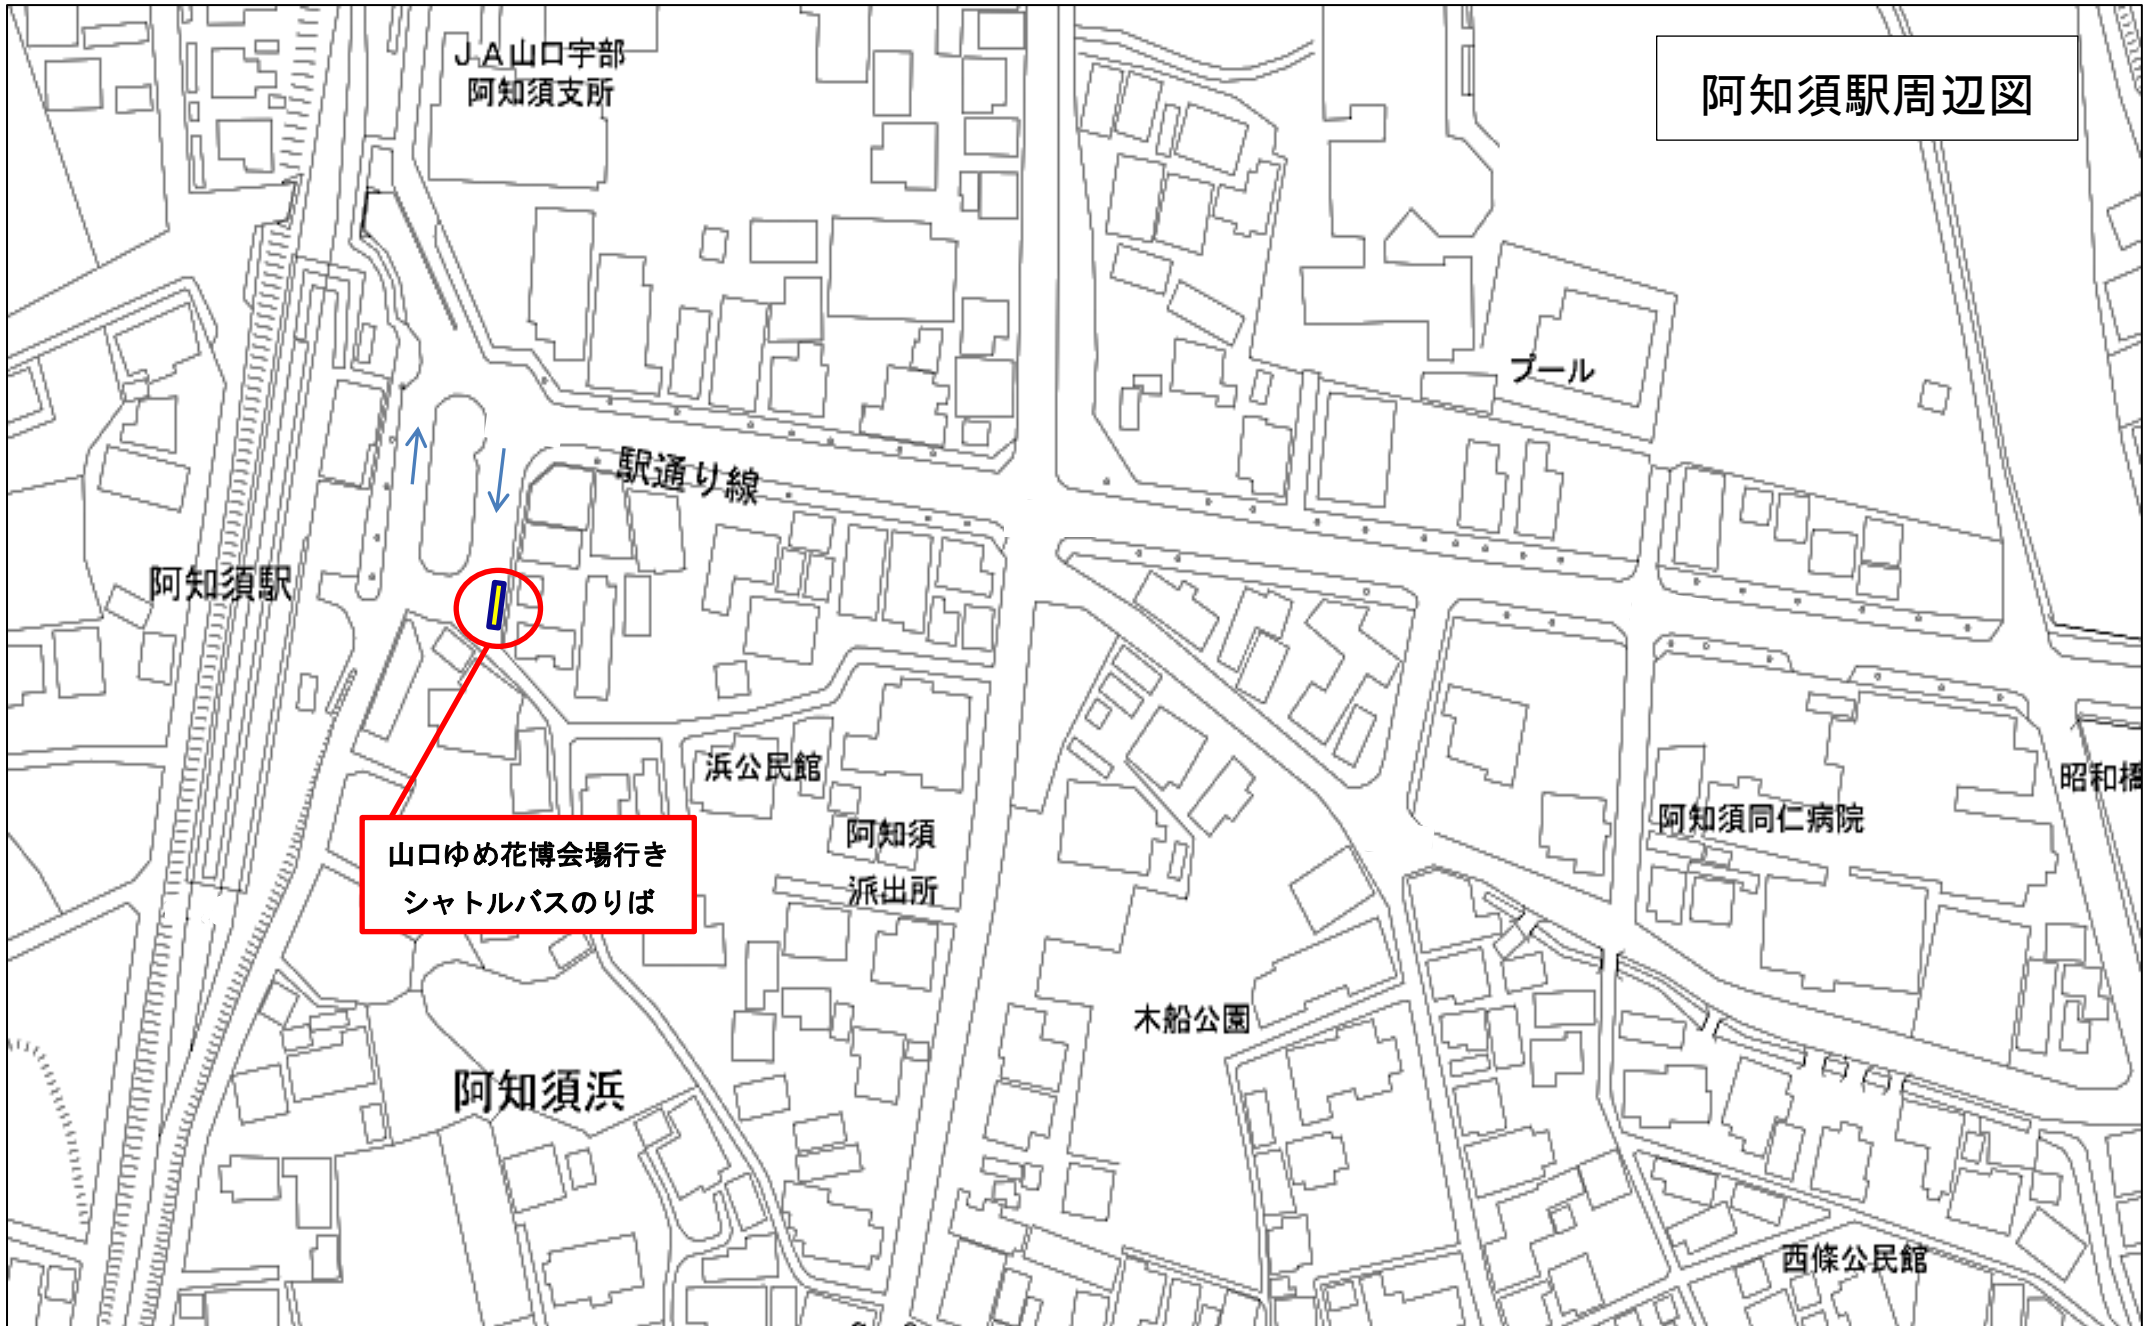 JA山口宇部
阿知須支所
阿知須駅周辺図
プール
駅通り線
阿知須駅
浜公民館
昭和橋
阿知須同仁病院
阿知須
派出所
山口ゆめ花博会場行き
シャトルバスのりば
木船公園
阿知須浜
西條公民館